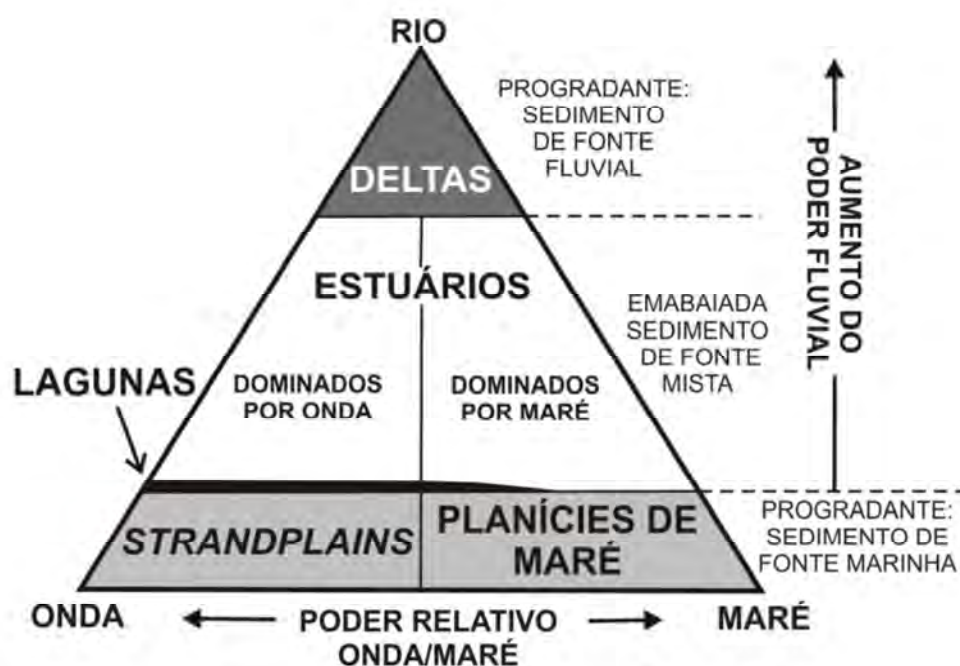 RIO
PROGRADANTE:
SEDIMENTO
DE FONTE
FLUVIAL
DELTAS
AUMENTO DO
PODER FLUVIAL
ESTUÁRIOS
EMABAIADA
SEDIMENTO
DE FONTE
MISTA
LAGUNAS
DOMINADOS
POR ONDA
DOMINADOS
POR MARÉ
STRANDPLAINS
PLANÍCIES DE
MARÉ
PROGRADANTE:
SEDIMENTO DE
FONTE MARINHA
ONDA
PODER RELATIVO
ONDA/MARÉ
MARÉ